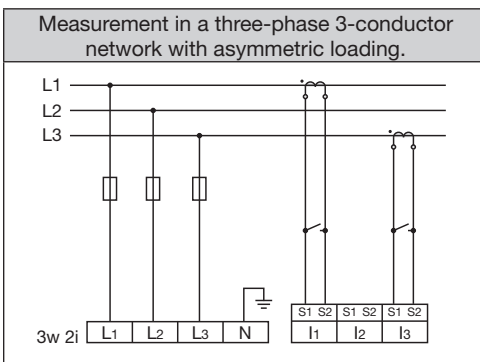 Measurement in a three-phase 3-conductor
network with asymmetric loading.
L1
L2
L3
S1 S2 S1 S2 S1 S2
3w 2i L1 L2 L3 N I1 I2 I3